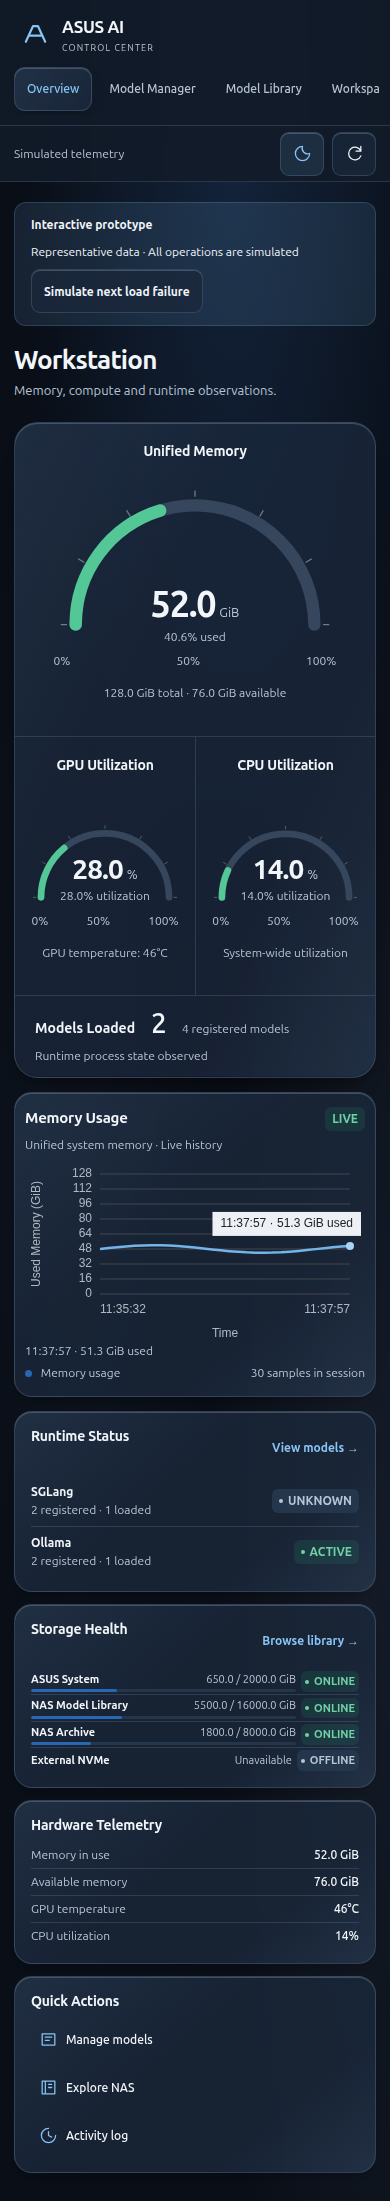 ASUS AI
CONTROL CENTER
Overview Model Manager Model Library Workspa
Simulated telemetry
Interactive prototype
Representative data · All operations are simulated
Simulate next load failure
Workstation
Memory, compute and runtime observations.
Unified Memory
52.0 GiB
40.6% used
0% 50% 100%
128.0 GiB total · 76.0 GiB available
GPU Utilization
28.0 %
28.0% utilization
0% 50% 100%
GPU temperature: 46°C
CPU Utilization
14.0 %
14.0% utilization
0% 50% 100%
System-wide utilization
Models Loaded 2 4 registered models
Runtime process state observed
Memory Usage LIVE
Unified system memory · Live history
Used Memory (GiB)
128
112
96
80
64
48
32
16
0
11:37:57 · 51.3 GiB used
11:35:32 11:37:57
Time
11:37:57 · 51.3 GiB used
Memory usage 30 samples in session
Runtime Status
View models →
SGLang
2 registered · 1 loaded
UNKNOWN
Ollama
2 registered · 1 loaded
ACTIVE
Storage Health
Browse library →
ASUS System 650.0 / 2000.0 GiB ONLINE
NAS Model Library 5500.0 / 16000.0 GiB ONLINE
NAS Archive 1800.0 / 8000.0 GiB ONLINE
External NVMe Unavailable OFFLINE
Hardware Telemetry
Memory in use 52.0 GiB
Available memory 76.0 GiB
GPU temperature 46°C
CPU utilization 14%
Quick Actions
Manage models
Explore NAS
Activity log